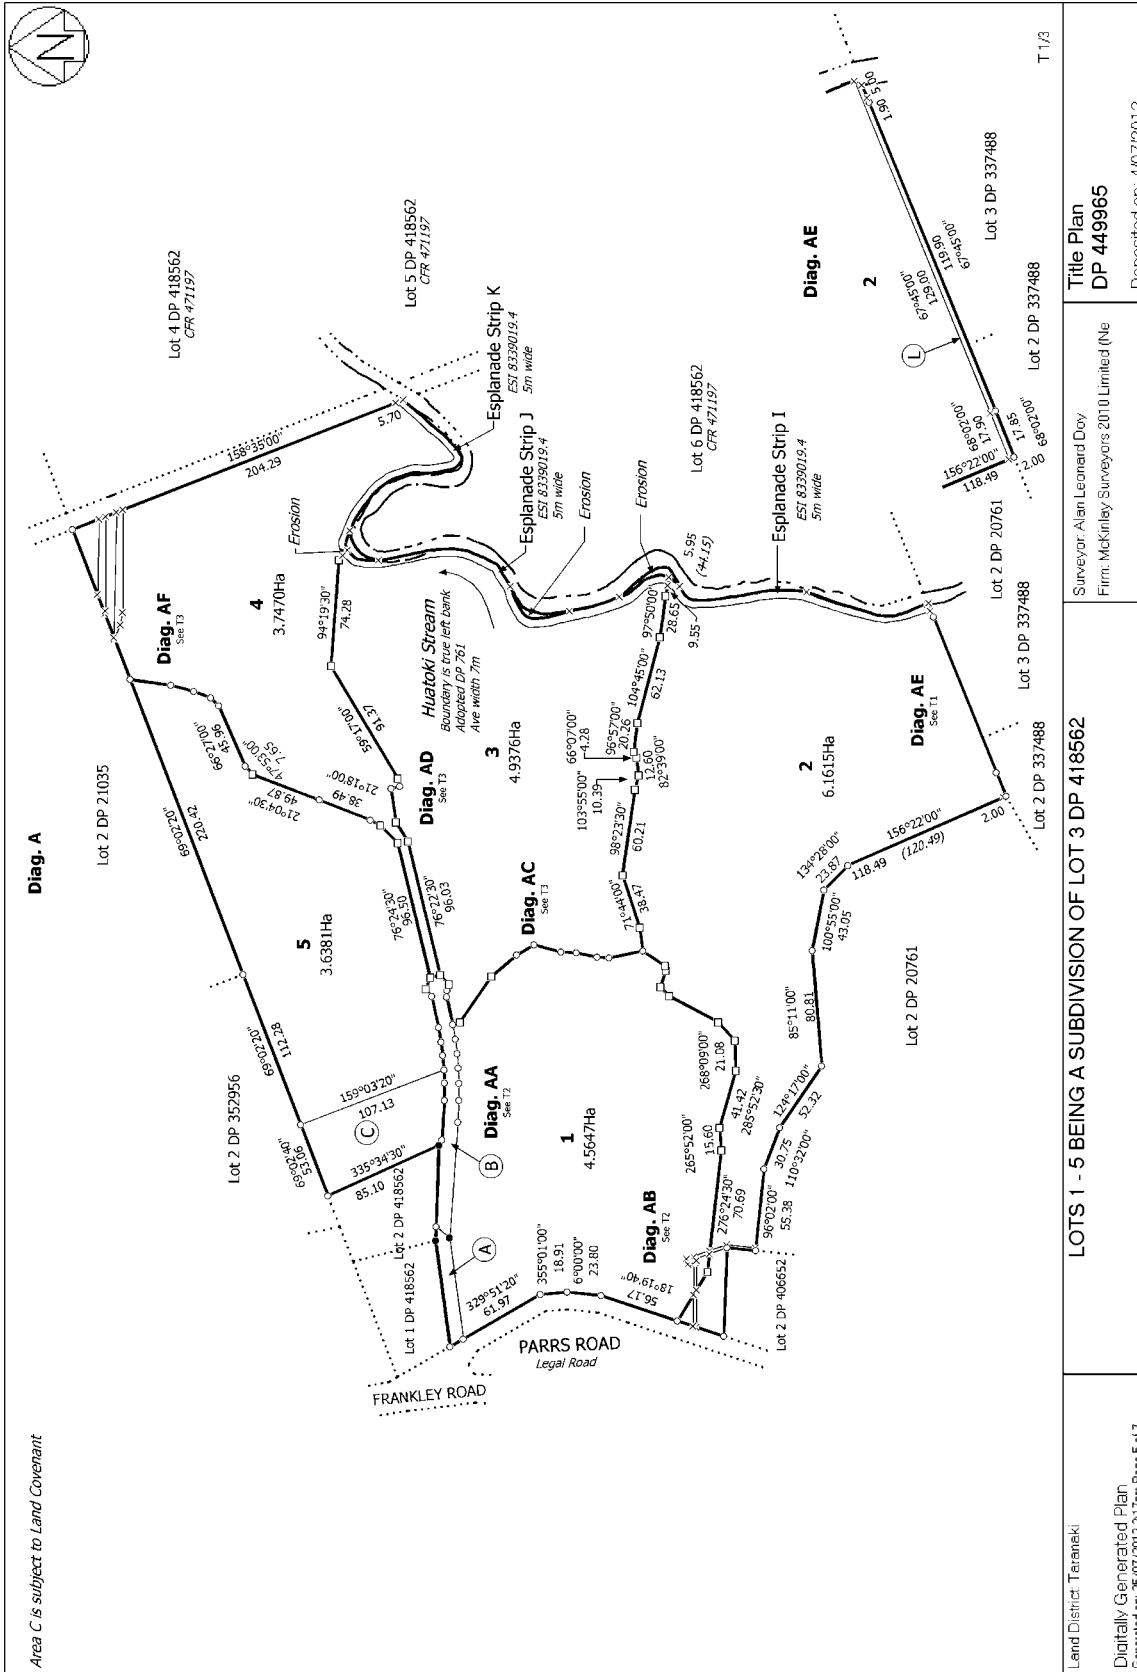 Area C is subject to Land Covenant
Diag. A
N
Lot 2 DP 21035
Lot 2 DP 352956
Lot 4 DP 418562
CFR 471197
Lot 5 DP 418562
CFR 471197
158°35'00"
204.29
5.70
69°02'20"
220.42
69°02'20"
112.28
69°02'40"
53.06
Diag. AF
See T3
66°27'00"
45.96
47°53'00"
7.65
21°04'30"
49.87
21°18'00"
38.49
4
3.7470Ha
Erosion
94°19'30"
74.28
59°17'00"
91.37
5
3.6381Ha
159°03'20"
107.13
C
335°34'30"
85.10
Lot 2 DP 418562
Lot 1 DP 418562
76°24'30"
96.50
76°22'30"
96.03
Diag. AD
See T3
Huatoki Stream
Boundary is true left bank
Adopted DP 761
Ave width 7m
Esplanade Strip K
ESI 8339019.4
5m wide
Esplanade Strip J
ESI 8339019.4
5m wide
Erosion
Erosion
3
4.9376Ha
Diag. AC
See T3
Diag. AA
See T2
B
A
329°51'20"
61.97
355°01'00"
18.91
6°00'00"
23.80
18°19'40"
56.17
FRANKLEY ROAD
PARRS ROAD
Legal Road
1
4.5647Ha
Diag. AB
See T2
71°44'00"
38.47
98°23'30"
60.21
103°55'00"
10.39
66°07'00"
4.28
12.60
82°39'00"
96°57'00"
20.26
104°45'00"
62.13
97°50'00"
28.65
9.55
5.95
(44.15)
Lot 6 DP 418562
CFR 471197
Esplanade Strip I
ESI 8339019.4
5m wide
268°09'00"
21.08
41.42
285°52'30"
265°52'00"
15.60
276°24'30"
70.69
2
6.1615Ha
96°02'00"
55.38
30.75
110°32'00"
124°17'00"
52.32
85°11'00"
80.81
100°55'00"
43.05
134°28'00"
23.87
156°22'00"
118.49
(120.49)
2.00
Lot 2 DP 406652
Lot 2 DP 20761
Diag. AE
See T1
Lot 2 DP 337488
Lot 3 DP 337488
Lot 2 DP 20761
Diag. AE
2
L
156°22'00"
118.49
2.00
68°02'00"
17.90
17.85
68°02'00"
67°45'00"
129.00
119.90
67°45'00"
1.90
5.00
Lot 2 DP 337488
Lot 3 DP 337488
T 1/3
Land District: Taranaki
Digitally Generated Plan
LOTS 1 - 5 BEING A SUBDIVISION OF LOT 3 DP 418562
Surveyor: Alan Leonard Doy
Firm: McKinlay Surveyors 2010 Limited (Ne
Title Plan
DP 449965